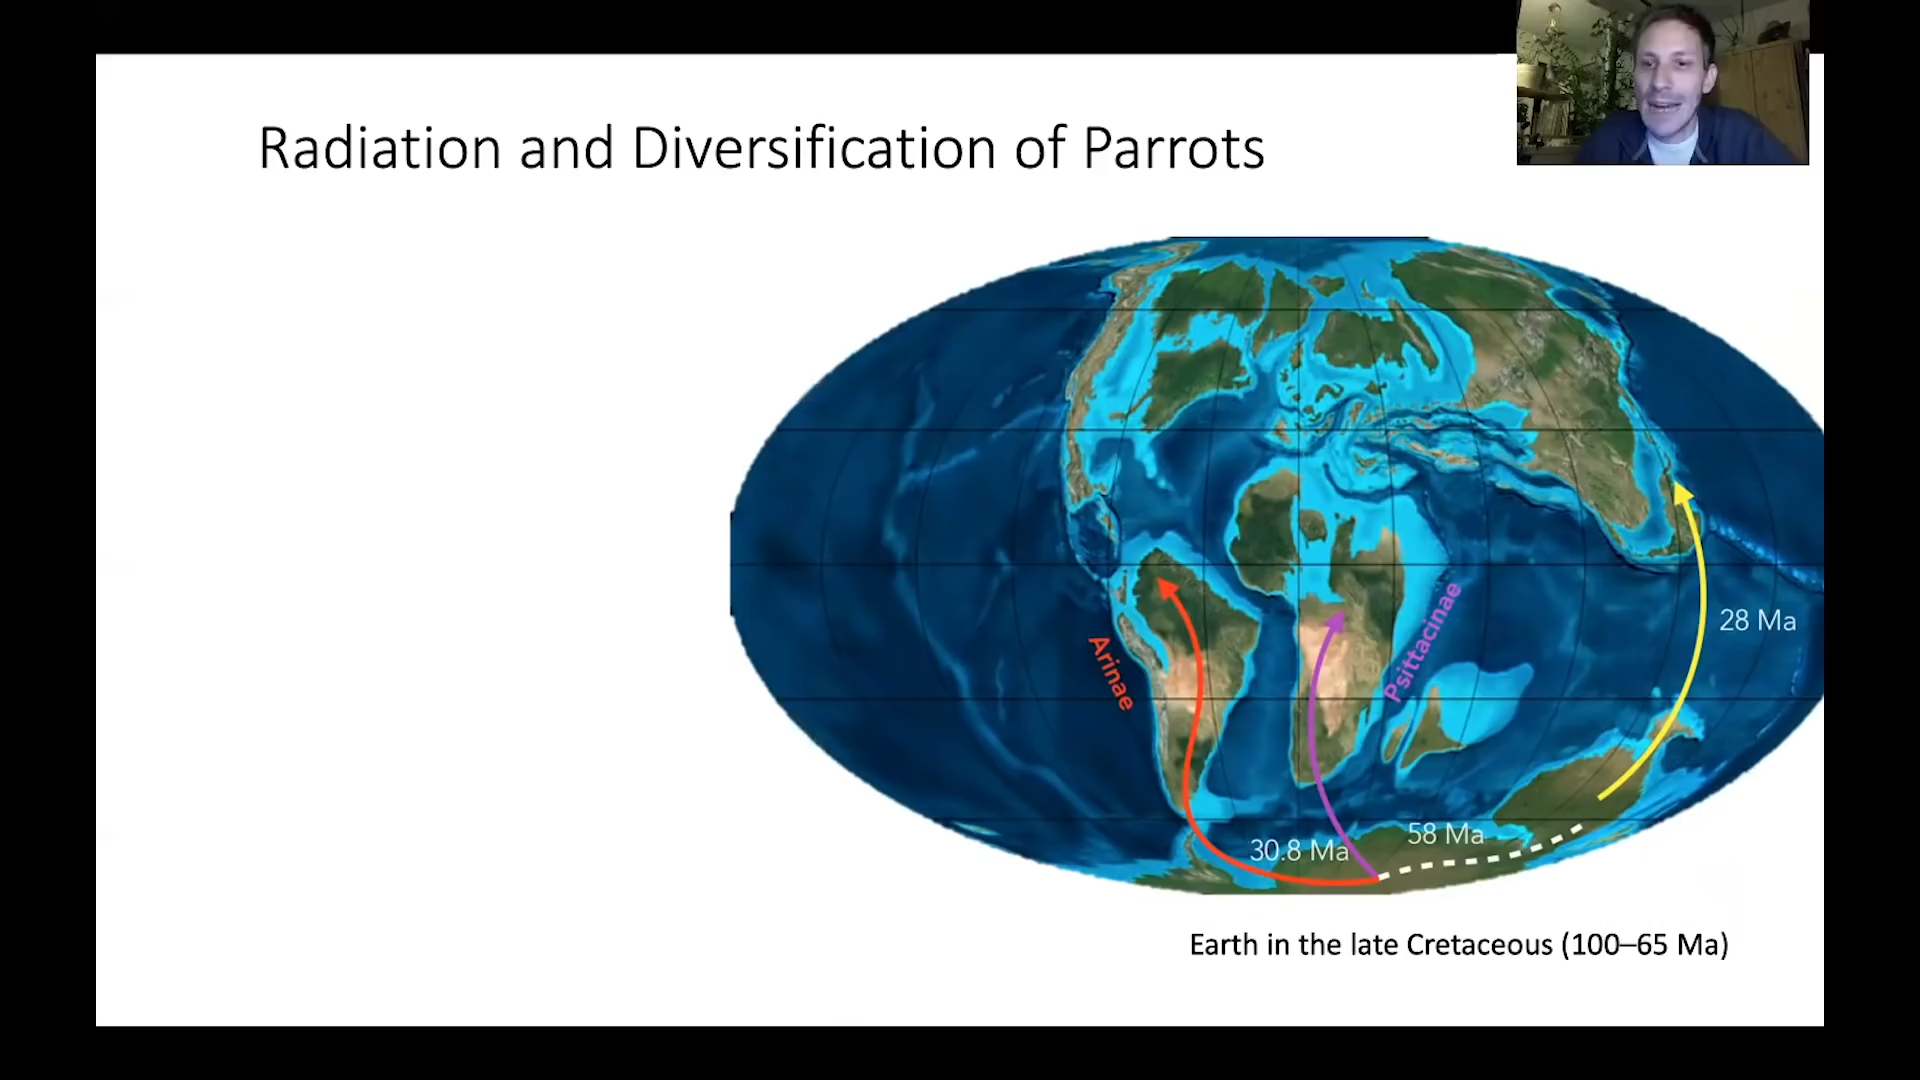 Radiation and Diversification of Parrots
Arinae
Psittacinae
28 Ma
58 Ma
30.8 Ma
Earth in the late Cretaceous (100–65 Ma)